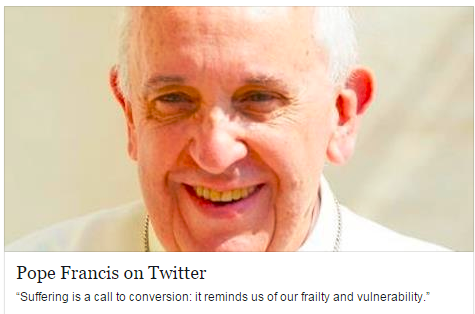 Pope Francis on Twitter
“Suffering is a call to conversion: it reminds us of our frailty and vulnerability.”